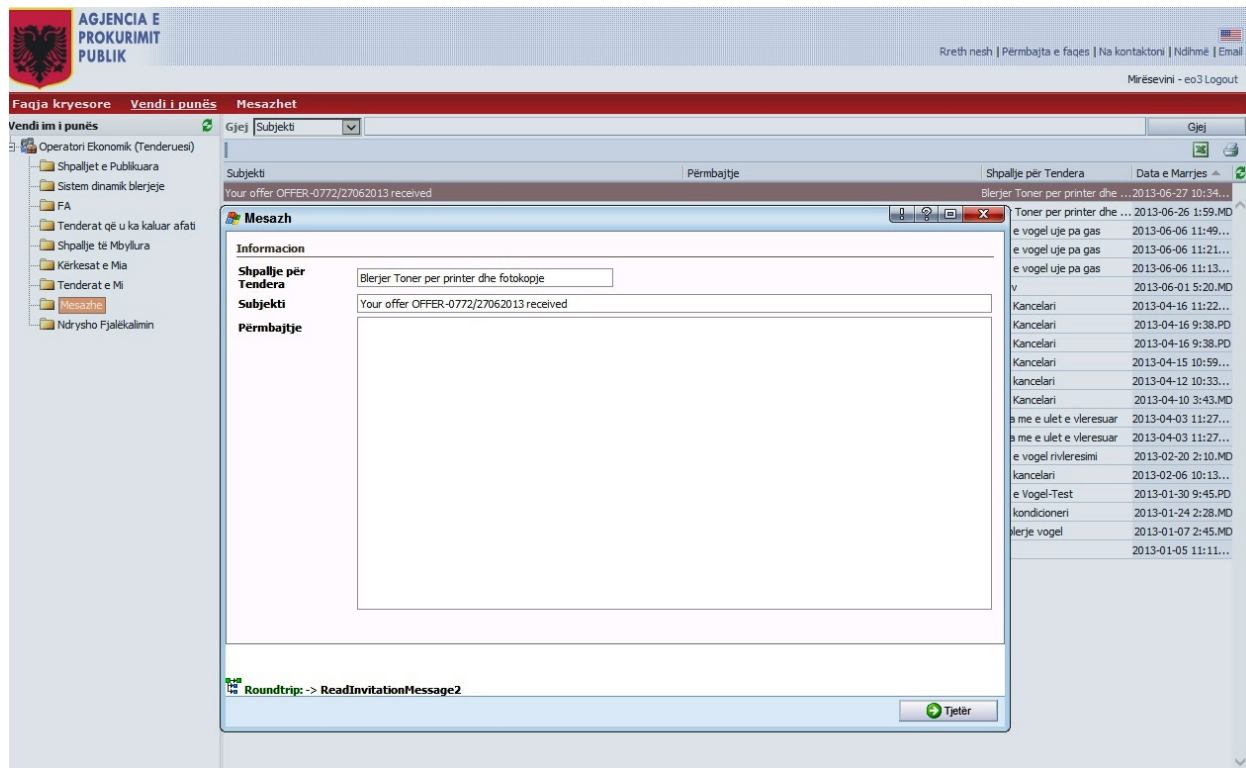 AGJENCIA E
PROKURIMIT
PUBLIK
Rreth nesh | Përmbajta e faqes | Na kontaktoni | Ndihmë | Email
Mirësevini - eo3 Logout
Faqja kryesore Vendi i punës Mesazhet
Vendi im i punës
Gjej Subjekti Gjej
Operatori Ekonomik (Tenderuesi)
Shpalljet e Publikuara
Sistem dinamik blerjeje
FA
Tenderat që u ka kaluar afati
Shpallje të Mbyllura
Kërkesat e Mia
Tenderat e Mi
Mesazhe
Ndrysho Fjalëkalimin
Subjekti Përmbajtje Shpallje për Tendera Data e Marrjes
Your offer OFFER-0772/27062013 received Blerjer Toner per printer dhe ... 2013-06-27 10:34...
Toner per printer dhe ... 2013-06-26 1:59.MD
e vogel uje pa gas 2013-06-06 11:49...
e vogel uje pa gas 2013-06-06 11:21...
e vogel uje pa gas 2013-06-06 11:13...
v 2013-06-01 5:20.MD
Kancelari 2013-04-16 11:22...
Kancelari 2013-04-16 9:38.PD
Kancelari 2013-04-16 9:38.PD
Kancelari 2013-04-15 10:59...
kancelari 2013-04-12 10:33...
Kancelari 2013-04-10 3:43.MD
a me e ulet e vleresuar 2013-04-03 11:27...
a me e ulet e vleresuar 2013-04-03 11:27...
e vogel rivleresimi 2013-02-20 2:10.MD
kancelari 2013-02-06 10:13...
e Vogel-Test 2013-01-30 9:45.PD
kondicioneri 2013-01-24 2:28.MD
blerje vogel 2013-01-07 2:45.MD
2013-01-05 11:11...
Mesazh
Informacion
Shpallje për
Tendera
Blerjer Toner per printer dhe fotokopje
Subjekti Your offer OFFER-0772/27062013 received
Përmbajtje
Roundtrip: -> ReadInvitationMessage2
Tjetër